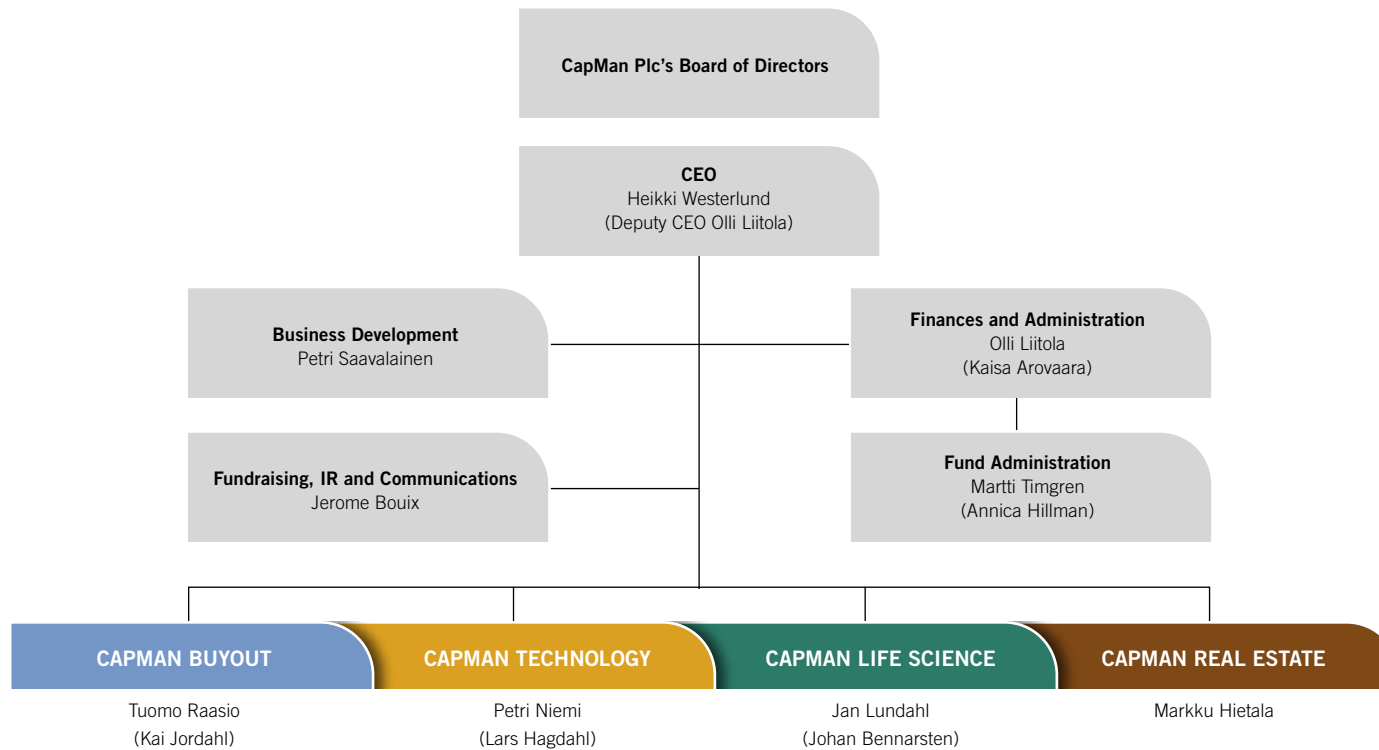 CapMan Plc's Board of Directors
CEO
Heikki Westerlund
(Deputy CEO Olli Liitola)
Business Development
Petri Saavalainen
Finances and Administration
Olli Liitola
(Kaisa Arovaara)
Fundraising, IR and Communications
Jerome Bouix
Fund Administration
Martti Timgren
(Annica Hillman)
CAPMAN BUYOUT
Tuomo Raasio
(Kai Jordahl)
CAPMAN TECHNOLOGY
Petri Niemi
(Lars Hagdahl)
CAPMAN LIFE SCIENCE
Jan Lundahl
(Johan Bennarsten)
CAPMAN REAL ESTATE
Markku Hietala